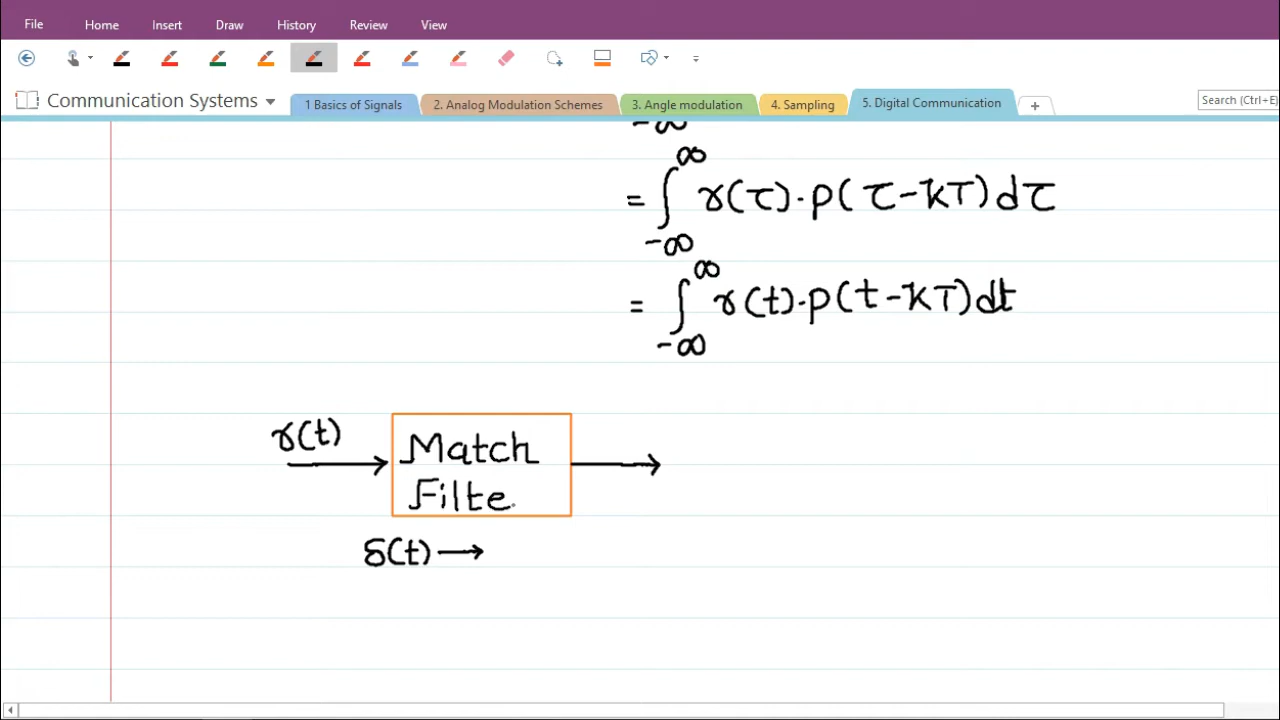 File Home Insert Draw History Review View
Communication Systems 1 Basics of Signals 2. Analog Modulation Schemes 3. Angle modulation 4. Sampling 5. Digital Communication + Search (Ctrl+E)
-∞
= ∫ ∞ -∞ r(τ)·p(τ-kT)dτ
= ∫ ∞ -∞ r(t)·p(t-kT)dt
r(t)
Match
Filte
δ(t) →